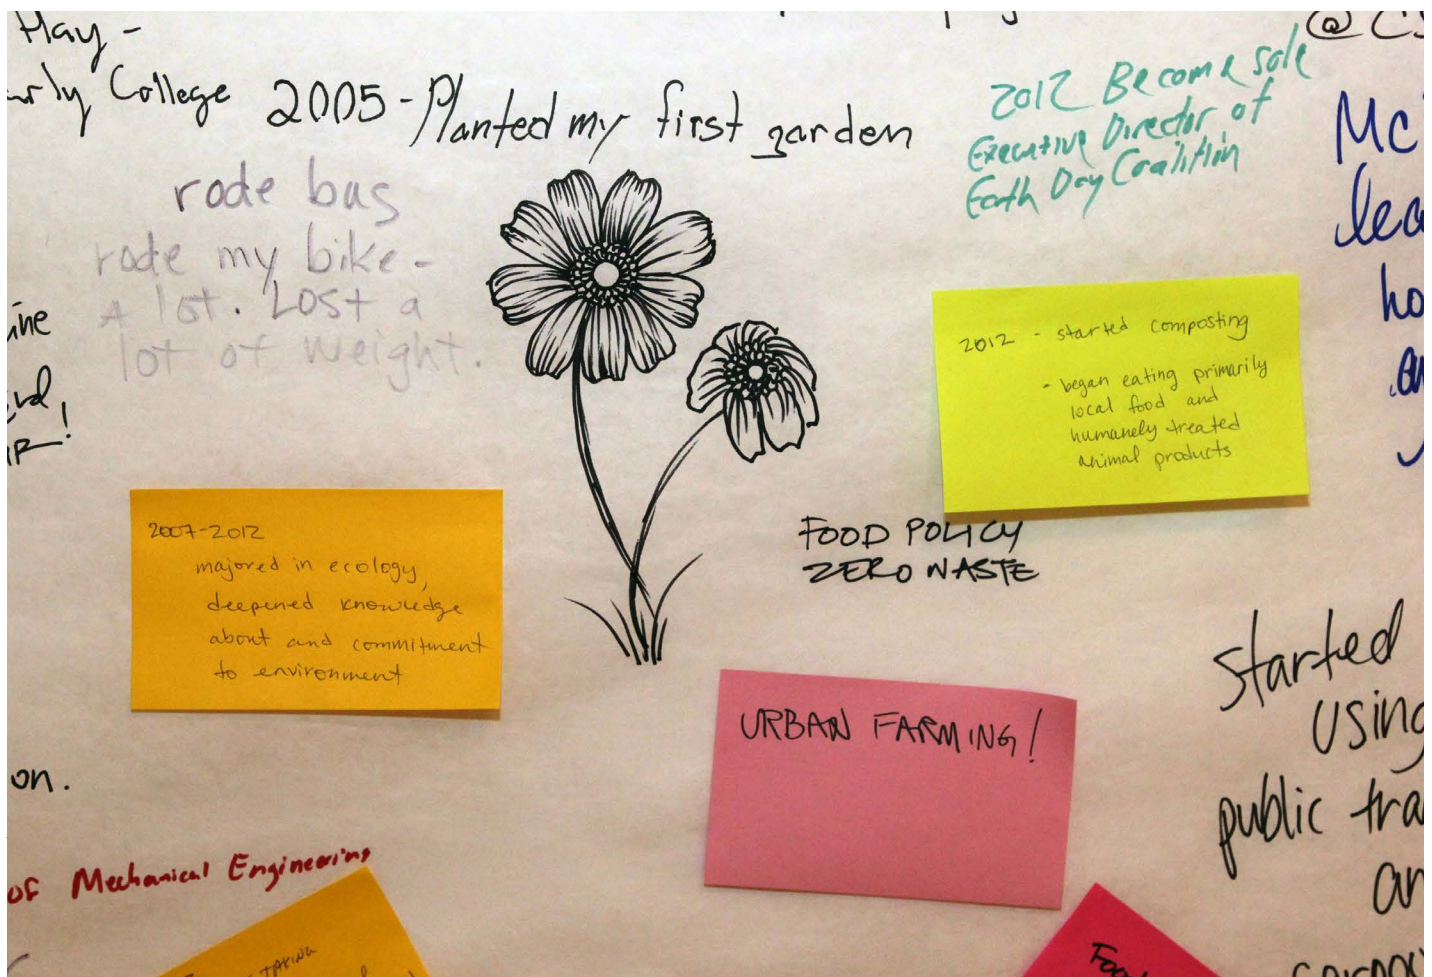 May -
College
2005 - Planted my first garden
2012 Become sole
Executive Director of
Earth Day Coalition
rode bus
rode my bike -
A lot. Lost a
lot of weight.
2012 - started composting
- began eating primarily
local food and
humanely treated
animal products
2007-2012
majored in ecology,
deepened knowledge
about and commitment
to environment
FOOD POLICY
ZERO WASTE
URBAN FARMING!
started
using
public
on.
of Mechanical Engineering